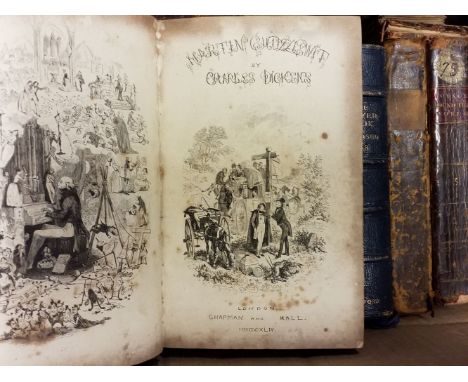 MARTIN CHUZZLEWIT
BY
CHARLES DICKENS
LONDON,
CHAPMAN AND HALL.
MDCCCXLIV